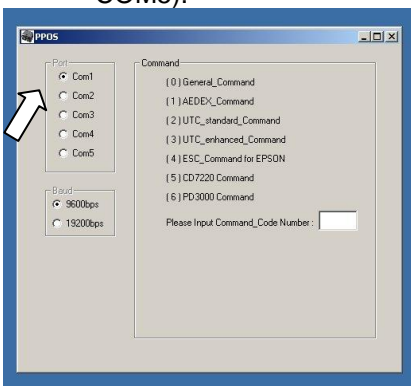 COM5).
PPOS
Port
Com1
Com2
Com3
Com4
Com5
Baud
9600bps
19200bps
Command
( 0 ) General_Command
( 1 ) AEDEX_Command
( 2 ) UTC_standard_Command
( 3 ) UTC_enhanced_Command
( 4 ) ESC_Command for EPSON
( 5 ) CD7220 Command
( 6 ) PD3000 Command
Please Input Command_Code Number :